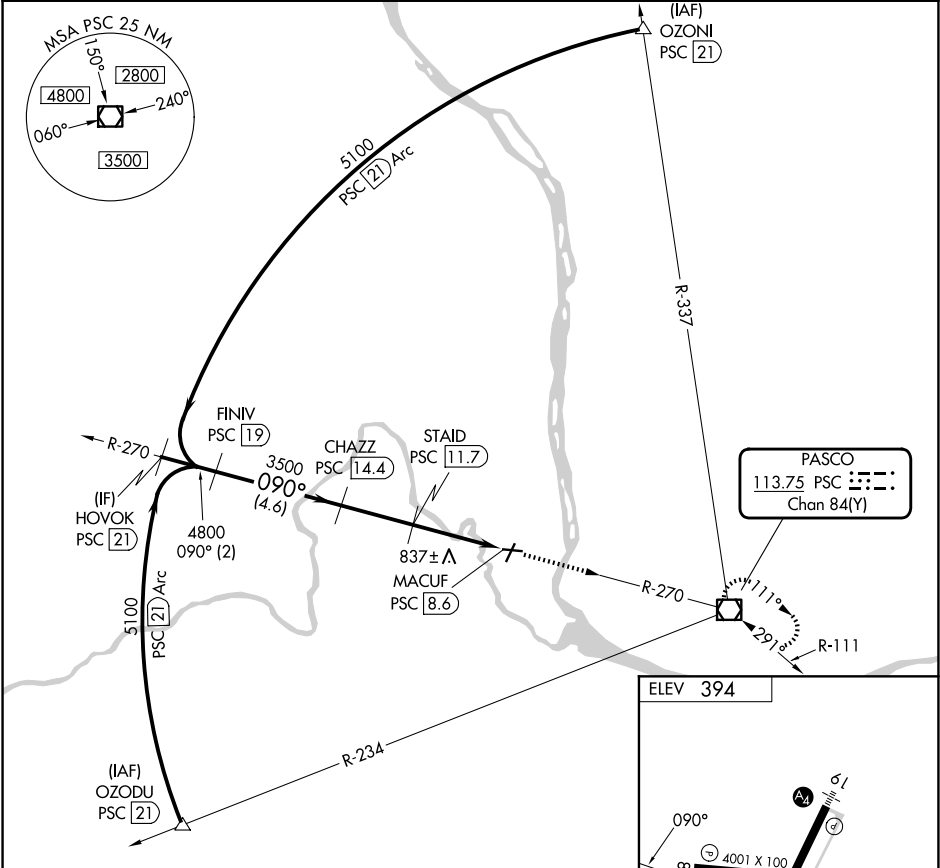 MSA PSC 25 NM
150°
2800
4800
240°
060°
3500
(IAF)
OZONI
PSC 21
5100
PSC 21 Arc
R-337
FINIV
PSC 19
R-270
CHAZZ
PSC 14.4
STAID
PSC 11.7
3500
090°
(4.6)
(IF)
HOVOK
PSC 21
4800
090° (2)
837±
MACUF
PSC 8.6
PASCO
113.75 PSC
Chan 84(Y)
R-270
111°
291°
R-111
5100
PSC 21 Arc
R-234
(IAF)
OZODU
PSC 21
ELEV 394
19
A4
P
090°
P 4001 X 100
8